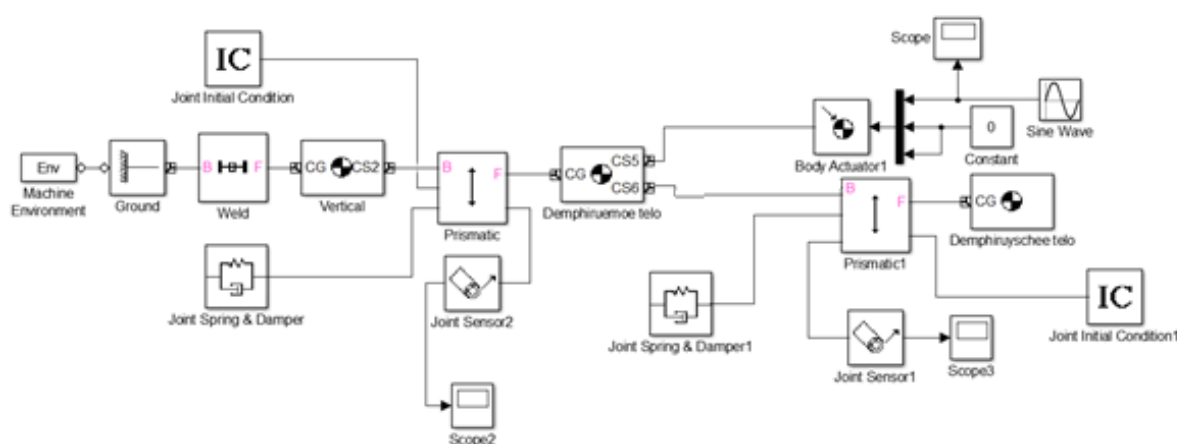 Scope
IC
Joint Initial Condition
Sine Wave
0
Constant
Body Actuator1
Env
Machine
Environment
Ground
B
F
Weld
CG
CS2
Vertical
B
F
Prismatic
CG
CS5
CS6
Demphiruemoe telo
B
F
Prismatic1
CG
Demphiruyschee telo
Joint Spring & Damper
Joint Sensor2
Joint Spring & Damper1
IC
Joint Initial Condition1
Joint Sensor1
Scope3
Scope2